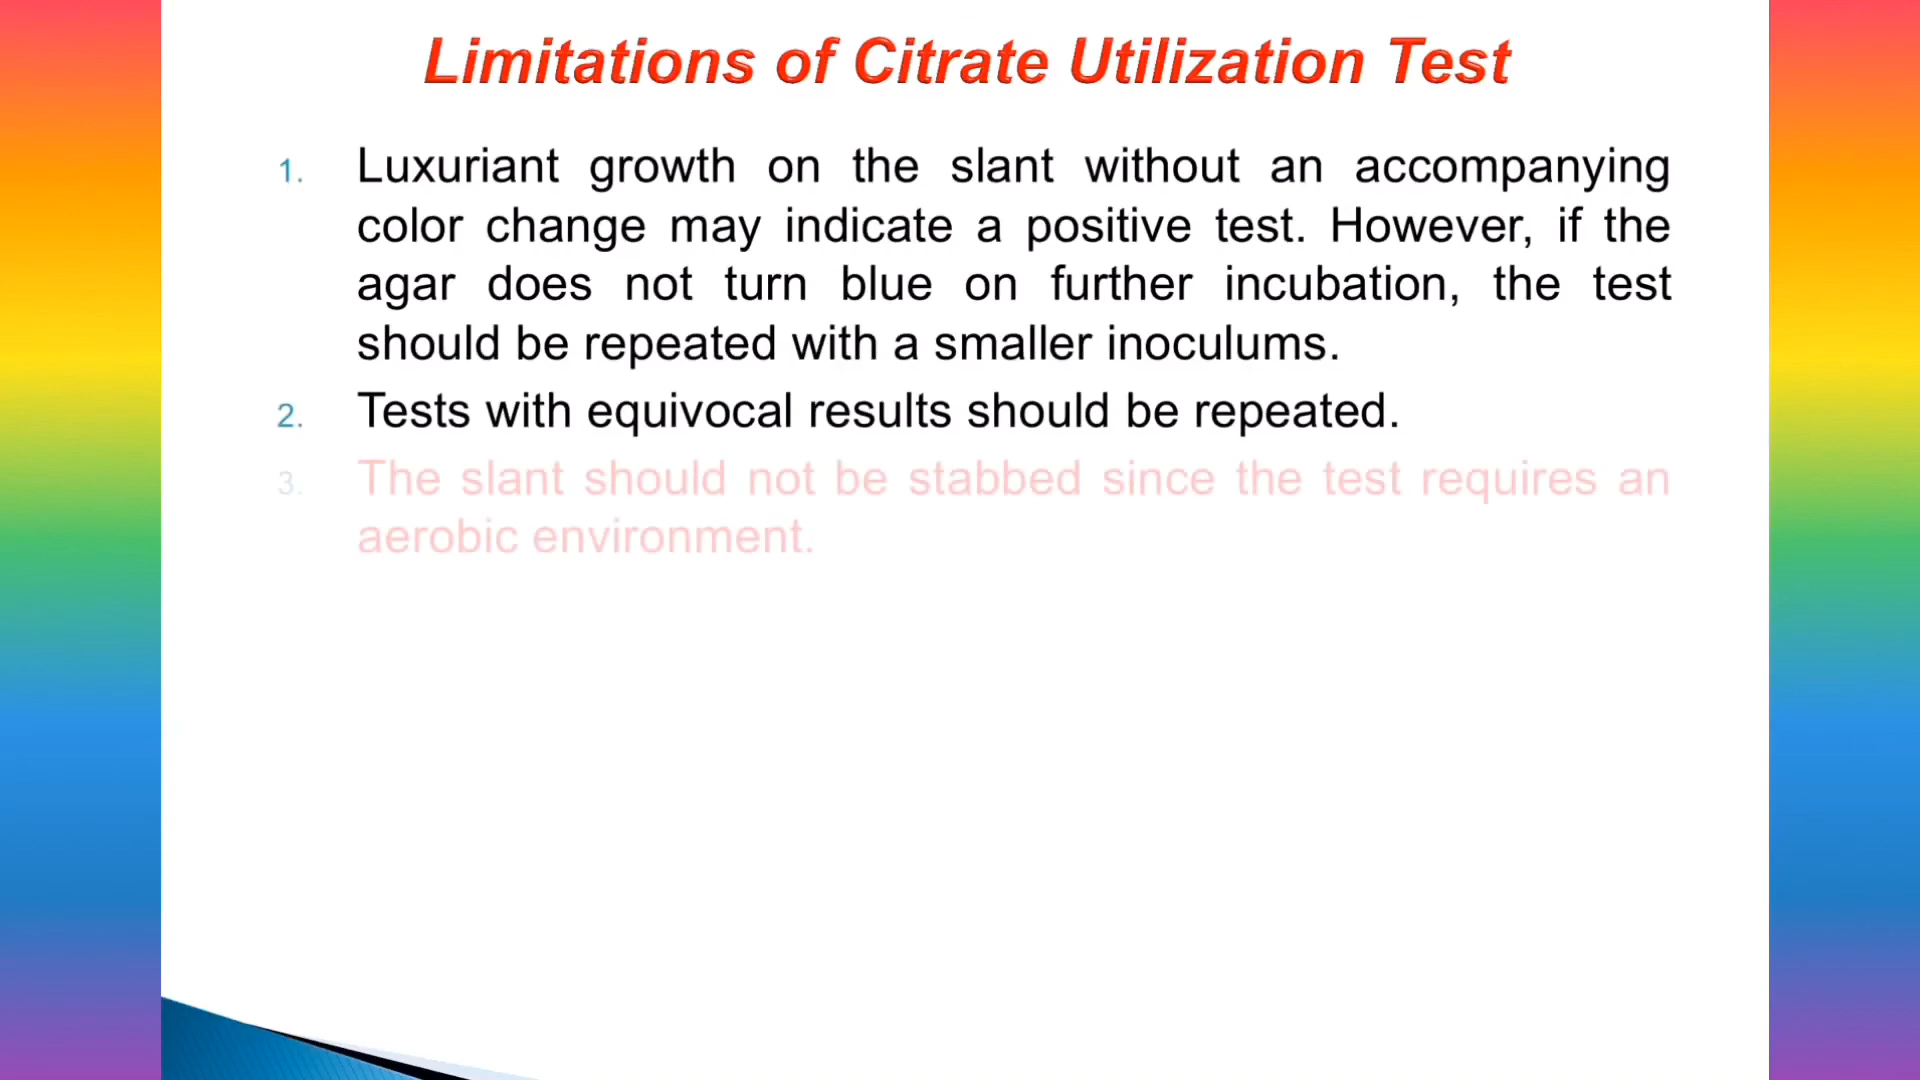 Limitations of Citrate Utilization Test
1. Luxuriant growth on the slant without an accompanying
color change may indicate a positive test. However, if the
agar does not turn blue on further incubation, the test
should be repeated with a smaller inoculums.
2. Tests with equivocal results should be repeated.
3. The slant should not be stabbed since the test requires an
aerobic environment.